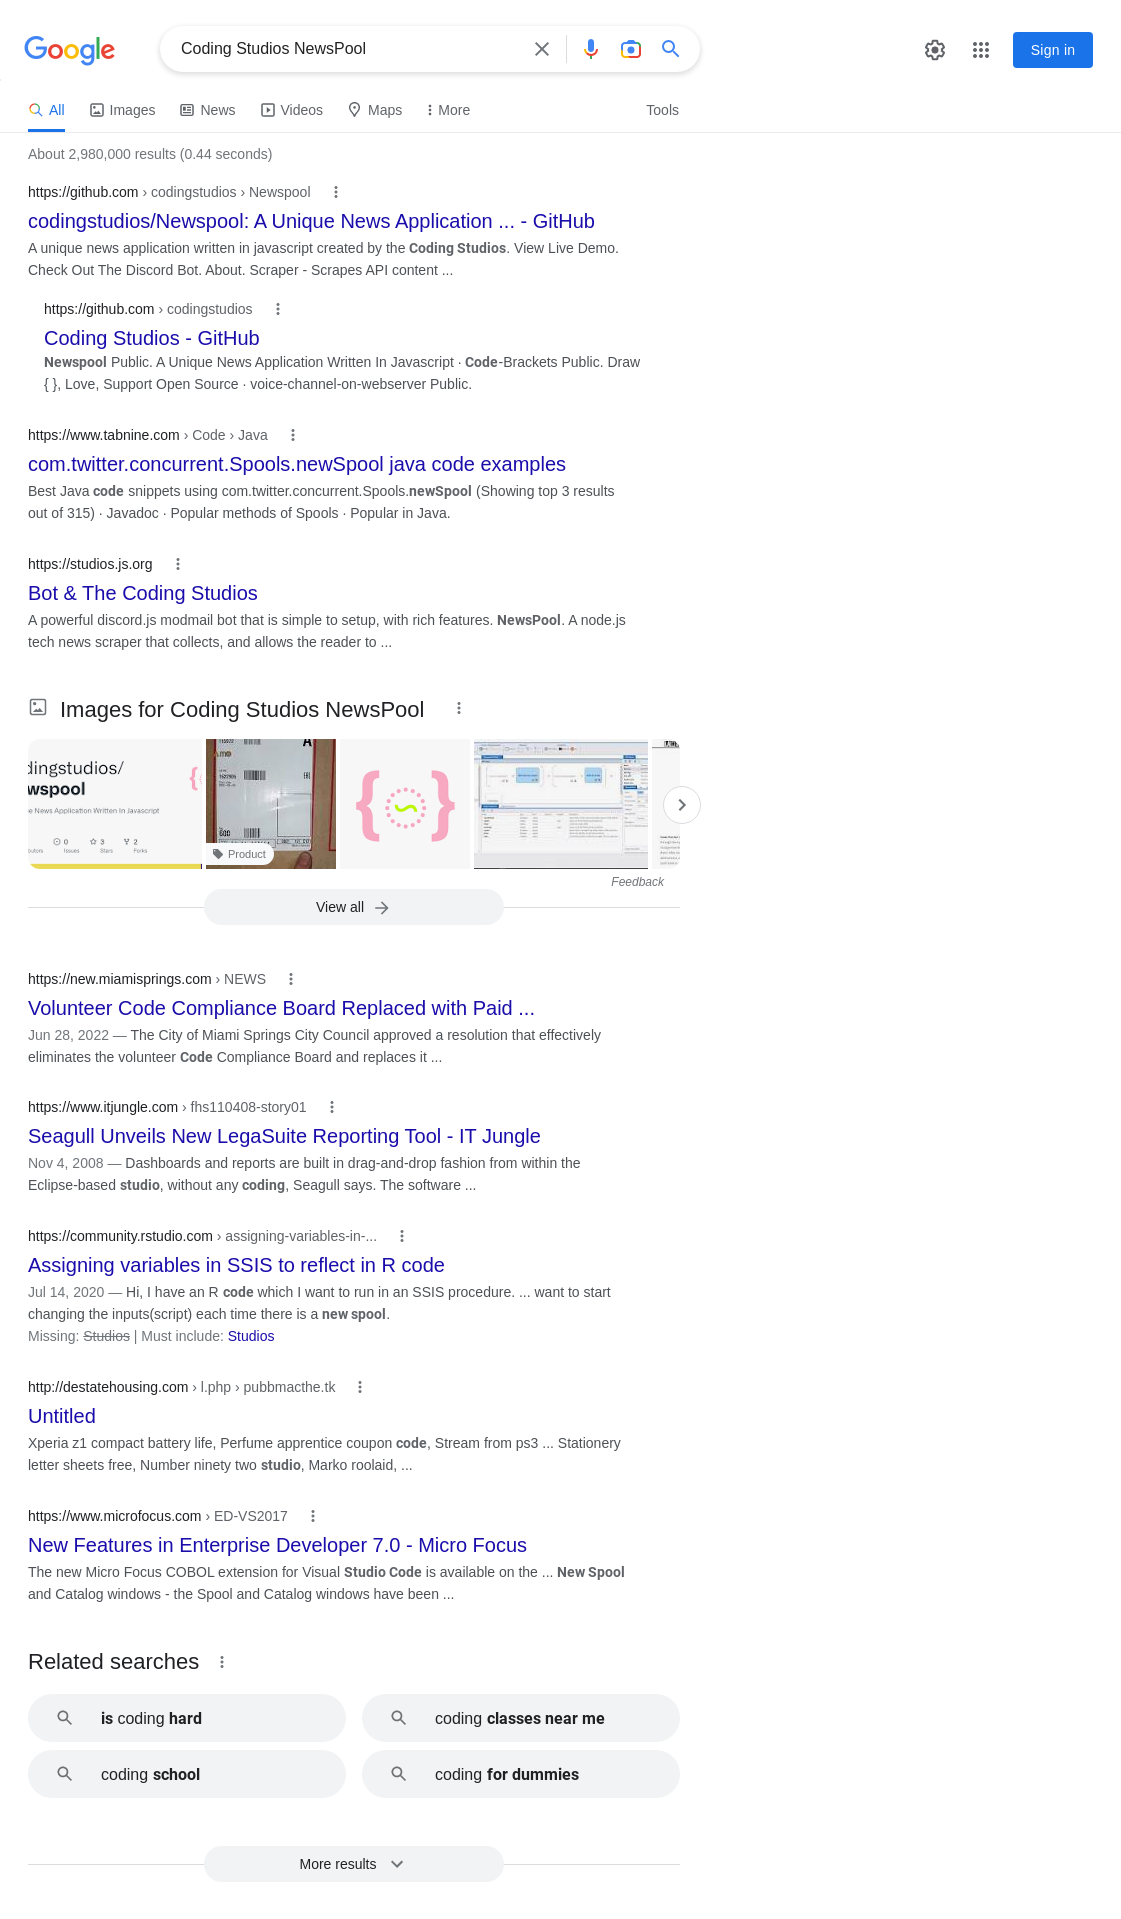 Google
Coding Studios NewsPool
Sign in
All Images News Videos Maps More Tools
About 2,980,000 results (0.44 seconds)
https://github.com › codingstudios › Newspool
codingstudios/Newspool: A Unique News Application ... - GitHub
A unique news application written in javascript created by the Coding Studios. View Live Demo.
Check Out The Discord Bot. About. Scraper - Scrapes API content ...
https://github.com › codingstudios
Coding Studios - GitHub
Newspool Public. A Unique News Application Written In Javascript · Code-Brackets Public. Draw
{ }, Love, Support Open Source · voice-channel-on-webserver Public.
https://www.tabnine.com › Code › Java
com.twitter.concurrent.Spools.newSpool java code examples
Best Java code snippets using com.twitter.concurrent.Spools.newSpool (Showing top 3 results
out of 315) · Javadoc · Popular methods of Spools · Popular in Java.
https://studios.js.org
Bot & The Coding Studios
A powerful discord.js modmail bot that is simple to setup, with rich features. NewsPool. A node.js
tech news scraper that collects, and allows the reader to ...
Images for Coding Studios NewsPool
dingstudios/
wspool
e News Application Written In Javascript
0 3 2
Issues Stars Forks
Product
Feedback
View all
https://new.miamisprings.com › NEWS
Volunteer Code Compliance Board Replaced with Paid ...
Jun 28, 2022 — The City of Miami Springs City Council approved a resolution that effectively
eliminates the volunteer Code Compliance Board and replaces it ...
https://www.itjungle.com › fhs110408-story01
Seagull Unveils New LegaSuite Reporting Tool - IT Jungle
Nov 4, 2008 — Dashboards and reports are built in drag-and-drop fashion from within the
Eclipse-based studio, without any coding, Seagull says. The software ...
https://community.rstudio.com › assigning-variables-in-...
Assigning variables in SSIS to reflect in R code
Jul 14, 2020 — Hi, I have an R code which I want to run in an SSIS procedure. ... want to start
changing the inputs(script) each time there is a new spool.
Missing: Studios | Must include: Studios
http://destatehousing.com › l.php › pubbmacthe.tk
Untitled
Xperia z1 compact battery life, Perfume apprentice coupon code, Stream from ps3 ... Stationery
letter sheets free, Number ninety two studio, Marko roolaid, ...
https://www.microfocus.com › ED-VS2017
New Features in Enterprise Developer 7.0 - Micro Focus
The new Micro Focus COBOL extension for Visual Studio Code is available on the ... New Spool
and Catalog windows - the Spool and Catalog windows have been ...
Related searches
is coding hard
coding classes near me
coding school
coding for dummies
More results